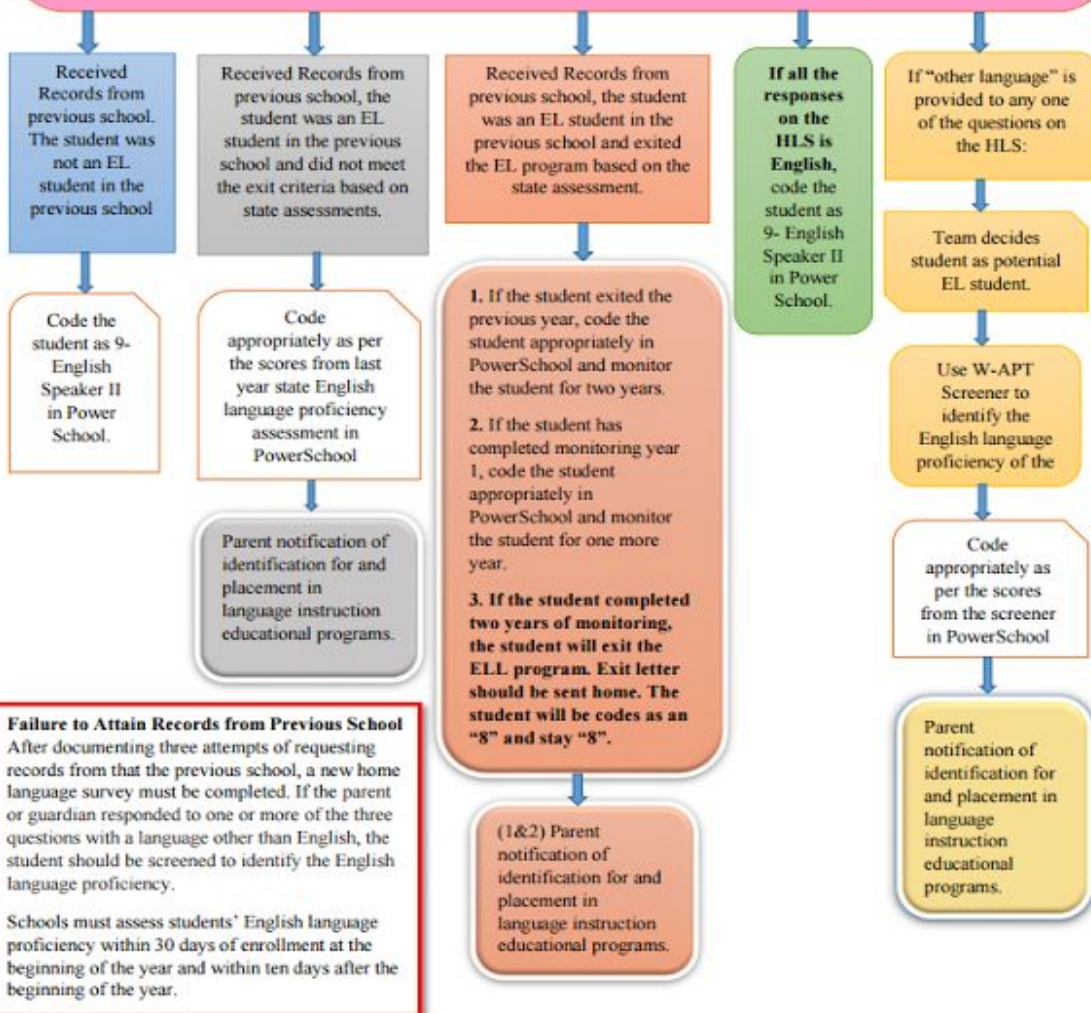 Received
Records from
previous school.
The student was
not an EL
student in the
previous school
Code the
student as 9-
English
Speaker II
in Power
School.
Received Records from
previous school, the
student was an EL
student in the previous
school and did not meet
the exit criteria based on
state assessments.
Code
appropriately as per
the scores from last
year state English
language proficiency
assessment in
PowerSchool
Parent notification of
identification for and
placement in
language instruction
educational programs.
Received Records from
previous school, the student
was an EL student in the
previous school and exited
the EL program based on the
state assessment.
1. If the student exited the
previous year, code the
student appropriately in
PowerSchool and monitor
the student for two years.
2. If the student has
completed monitoring year
1, code the student
appropriately in
PowerSchool and monitor
the student for one more
year.
3. If the student completed
two years of monitoring,
the student will exit the
ELL program. Exit letter
should be sent home. The
student will be codes as an
“8” and stay “8”.
(1&2) Parent
notification of
identification for and
placement in
language instruction
educational programs.
If all the
responses
on the
HLS is
English,
code the
student as
9- English
Speaker II
in Power
School.
If “other language” is
provided to any one
of the questions on
the HLS:
Team decides
student as potential
EL student.
Use W-APT
Screener to
identify the
English language
proficiency of the
Code
appropriately as
per the scores
from the screener
in PowerSchool
Parent
notification of
identification for
and placement in
language
instruction
educational
programs.
Failure to Attain Records from Previous School
After documenting three attempts of requesting
records from that the previous school, a new home
language survey must be completed. If the parent
or guardian responded to one or more of the three
questions with a language other than English, the
student should be screened to identify the English
language proficiency.
Schools must assess students’ English language
proficiency within 30 days of enrollment at the
beginning of the year and within ten days after the
beginning of the year.